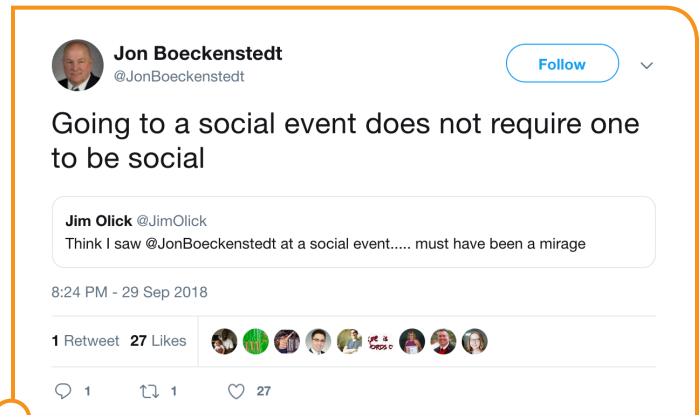 Jon Boeckenstedt
@JonBoeckenstedt
Follow
Going to a social event does not require one
to be social
Jim Olick @JimOlick
Think I saw @JonBoeckenstedt at a social event..... must have been a mirage
8:24 PM - 29 Sep 2018
1 Retweet 27 Likes
1 1 27